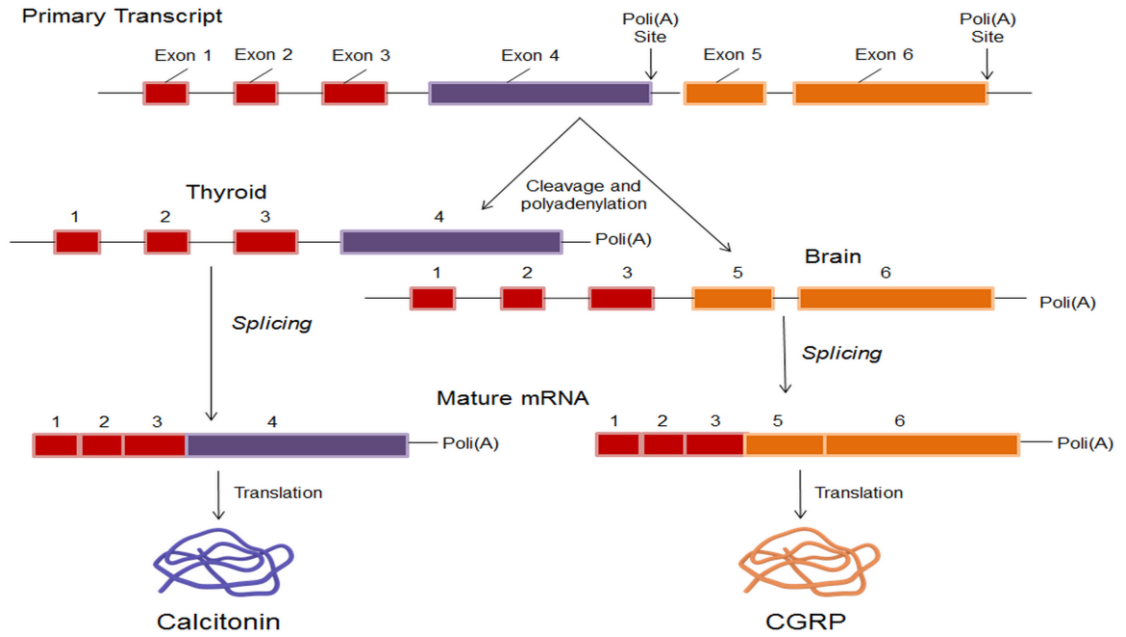 Primary Transcript
Poli(A)
Site
Poli(A)
Site
Exon 1
Exon 2
Exon 3
Exon 4
Exon 5
Exon 6
Cleavage and
polyadenylation
Thyroid
1 2 3 4
Poli(A)
Brain
1 2 3 5 6
Poli(A)
Splicing
Splicing
Mature mRNA
1 2 3 4
Poli(A)
1 2 3 5 6
Poli(A)
Translation
Translation
Calcitonin
CGRP